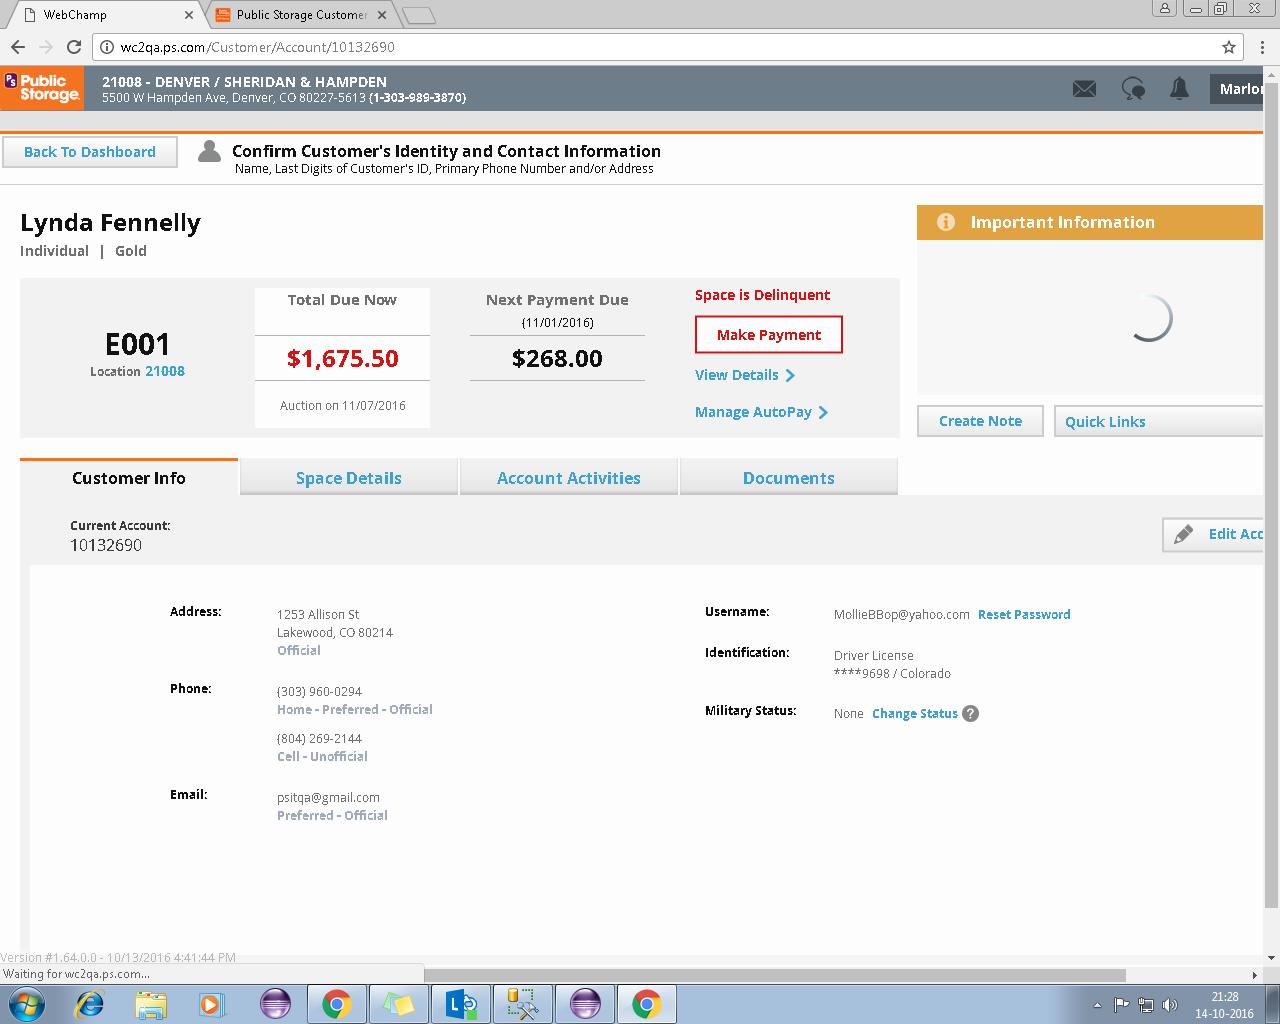 WebChamp
Public Storage Customer
wc2qa.ps.com/Customer/Account/10132690
PS Public Storage.
21008 - DENVER / SHERIDAN & HAMPDEN
5500 W Hampden Ave, Denver, CO 80227-5613 (1-303-989-3870)
Marlon
Back To Dashboard
Confirm Customer's Identity and Contact Information
Name, Last Digits of Customer's ID, Primary Phone Number and/or Address
Lynda Fennelly
Individual | Gold
Important Information
E001
Location 21008
Total Due Now
$1,675.50
Auction on 11/07/2016
Next Payment Due
(11/01/2016)
$268.00
Space is Delinquent
Make Payment
View Details
Manage AutoPay
Create Note
Quick Links
Customer Info
Space Details
Account Activities
Documents
Current Account:
10132690
Edit Acc
Address:
1253 Allison St
Lakewood, CO 80214
Official
Phone:
(303) 960-0294
Home - Preferred - Official
(804) 269-2144
Cell - Unofficial
Email:
psitqa@gmail.com
Preferred - Official
Username:
MollieBBop@yahoo.com Reset Password
Identification:
Driver License
****9698 / Colorado
Military Status:
None Change Status ?
Version #1.64.0.0 - 10/13/2016 4:41:44 PM
Waiting for wc2qa.ps.com...
21:28
14-10-2016